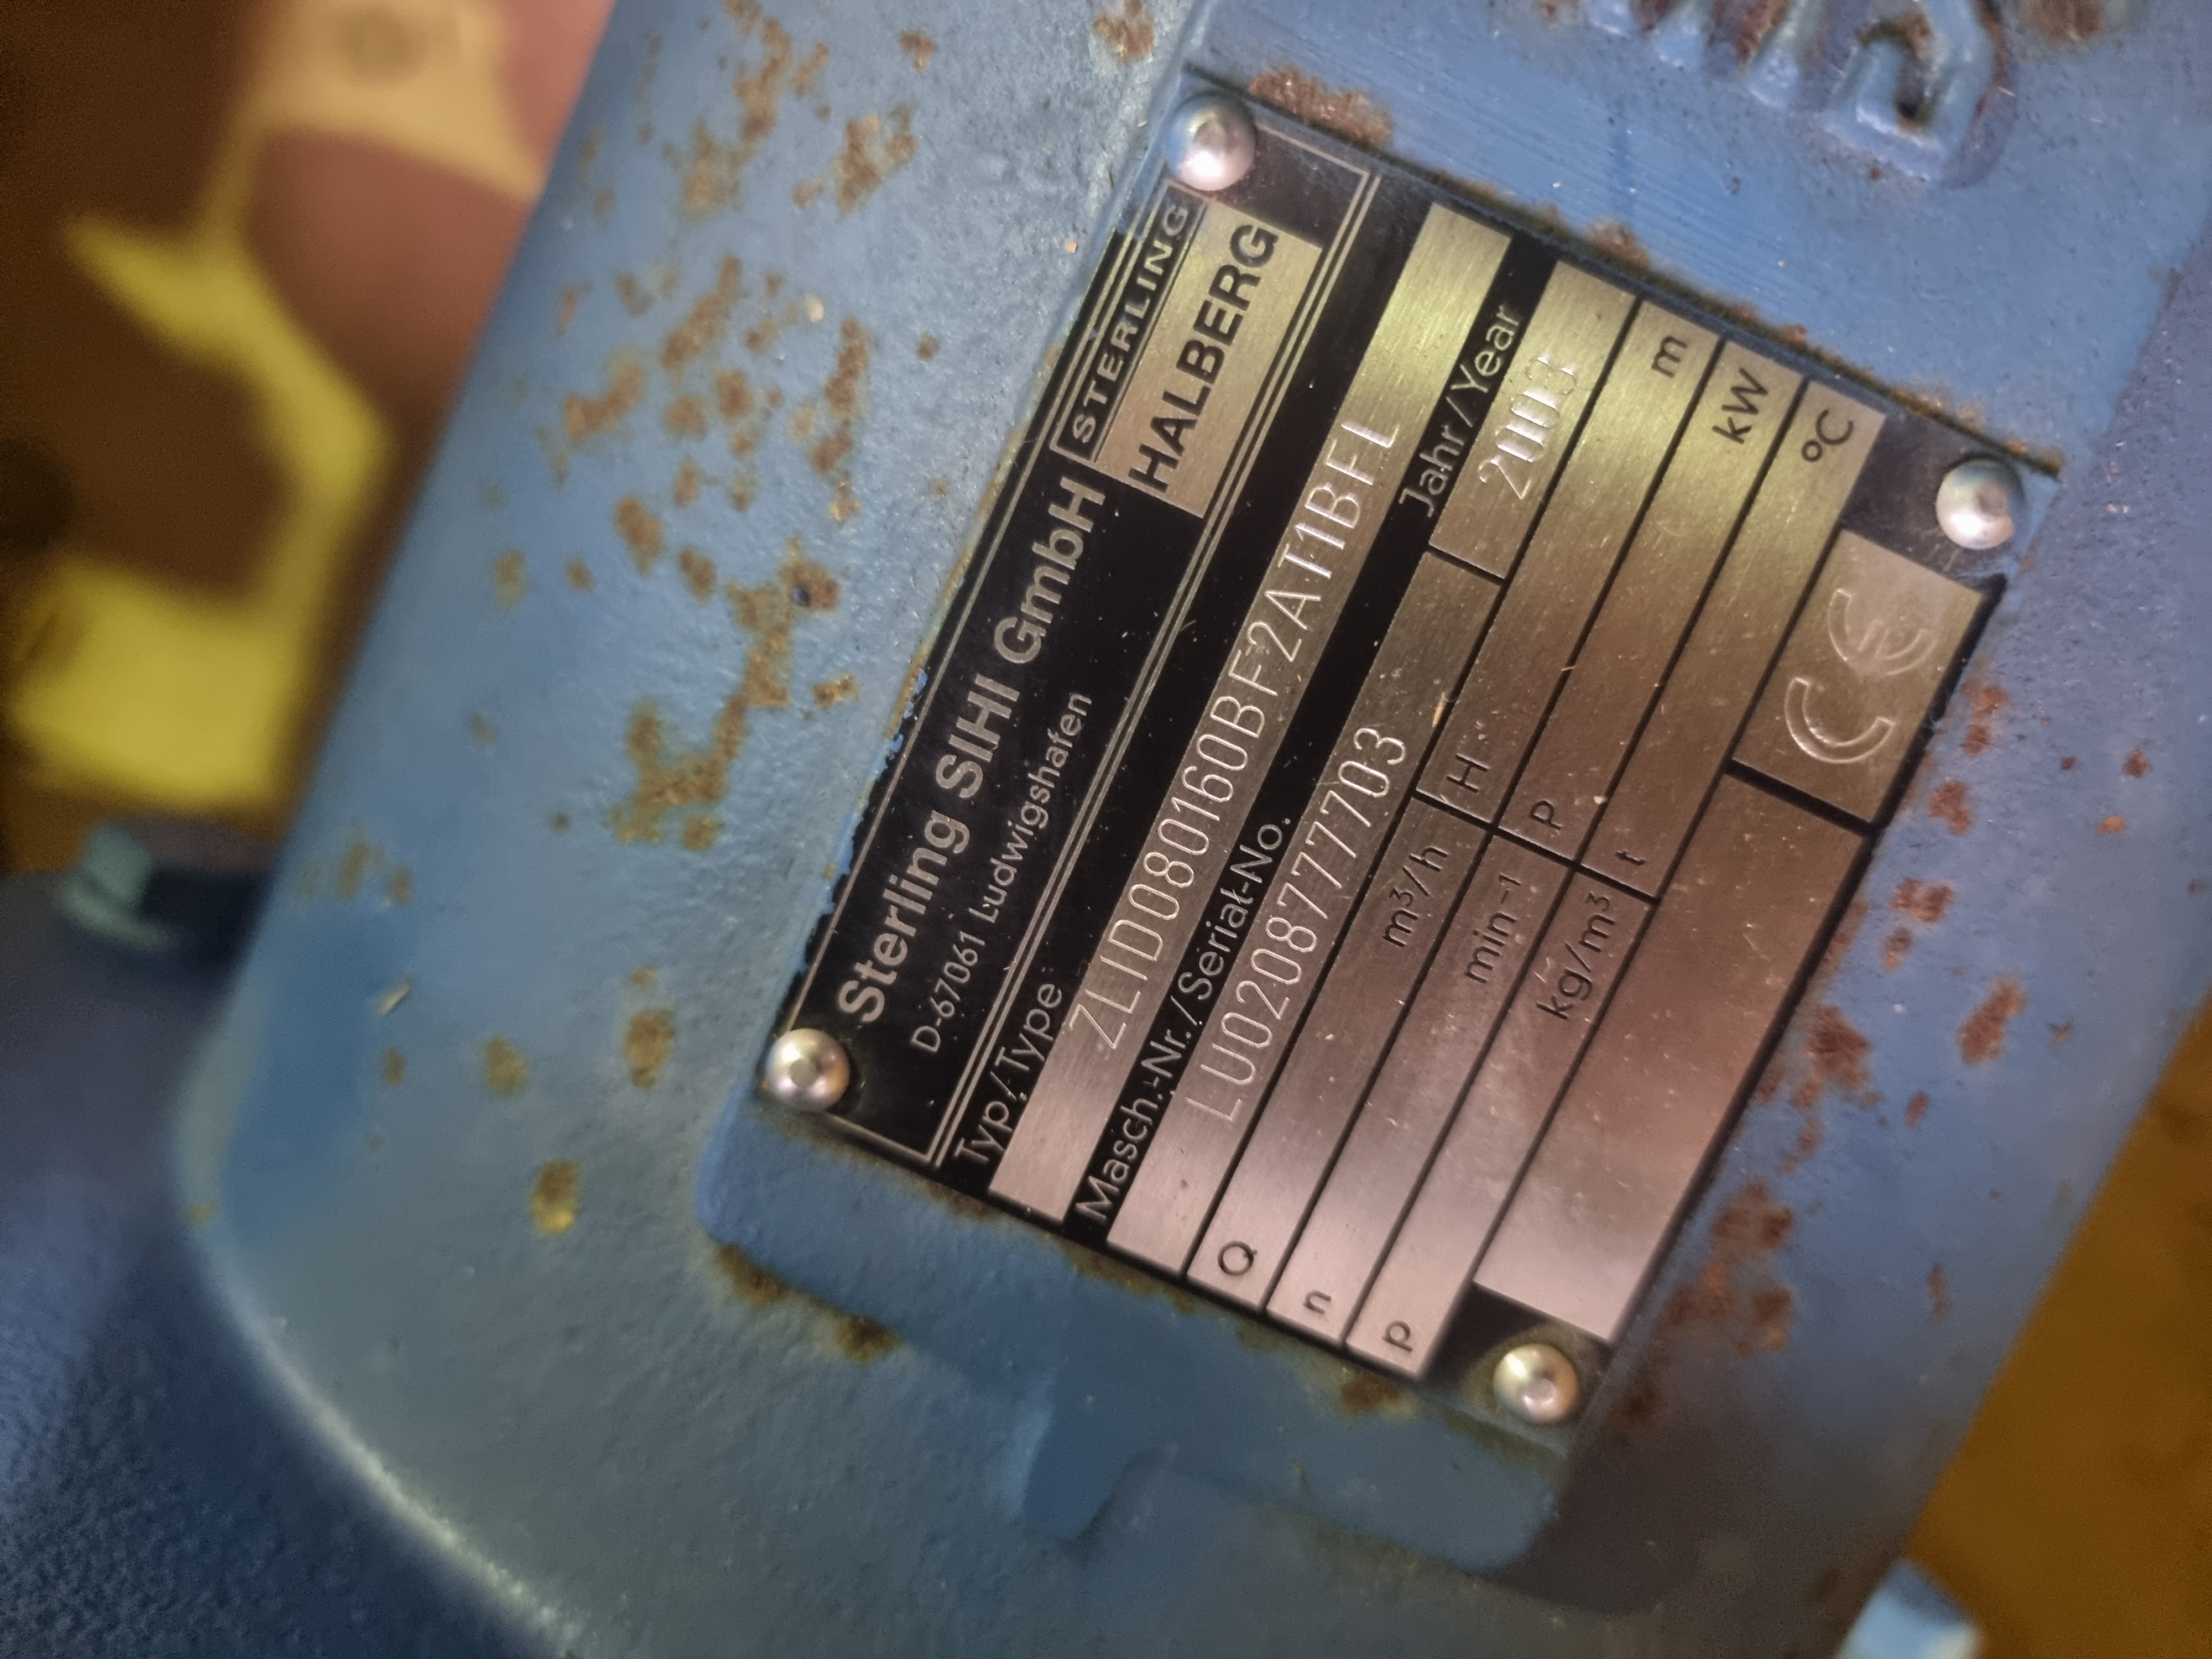 Sterling SIHI GmbH
D-67061 Ludwigshafen
STERLING
HALBERG
Typ/Type
ZLID080160BF2AT1BFL
Masch.-Nr./Serial-No.
Jahr/Year
LU0208777703
2003
Q m³/h
H m
n min⁻¹
P kW
p kg/m³
t °C
CE